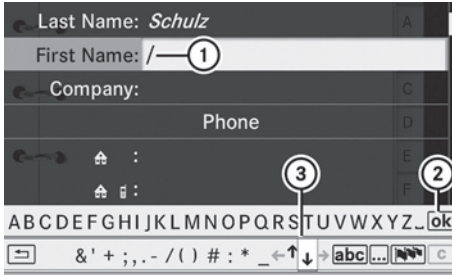 Last Name: Schulz A
First Name: / 1
Company: C
Phone D
: E
: F
3 2
ABCDEFGHIJKLMNOPQRSTUVWXYZ_ ok
&'+;,.-/()#:*_←↑↓→ abc ... C